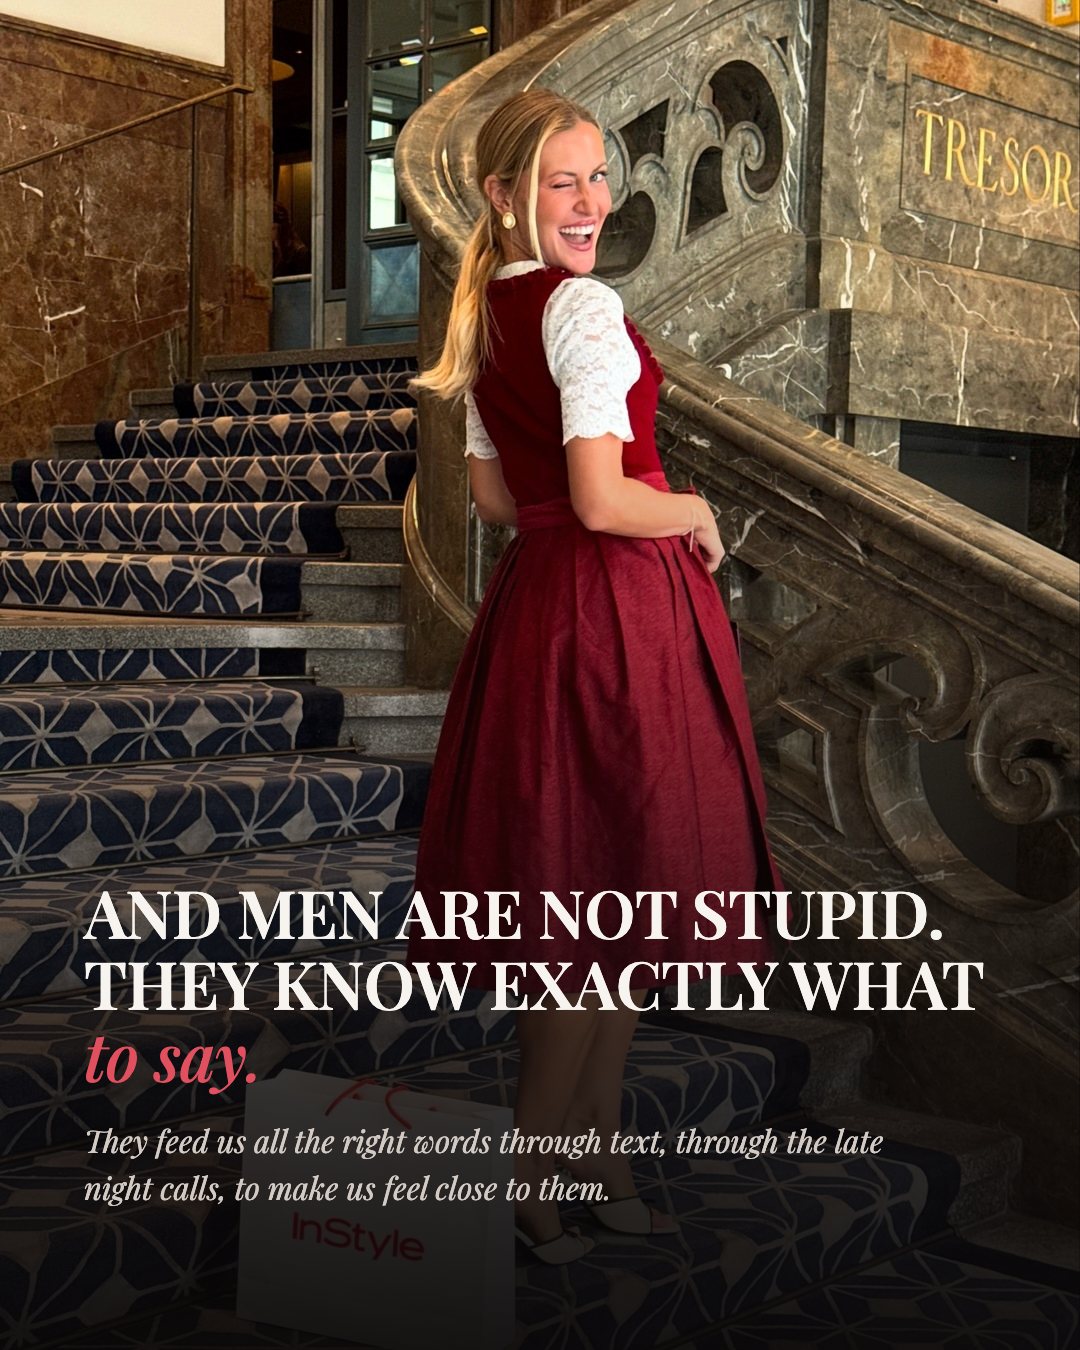 TRESOR
AND MEN ARE NOT STUPID.
THEY KNOW EXACTLY WHAT
to say.
They feed us all the right words through text, through the late
night calls, to make us feel close to them.
InStyle